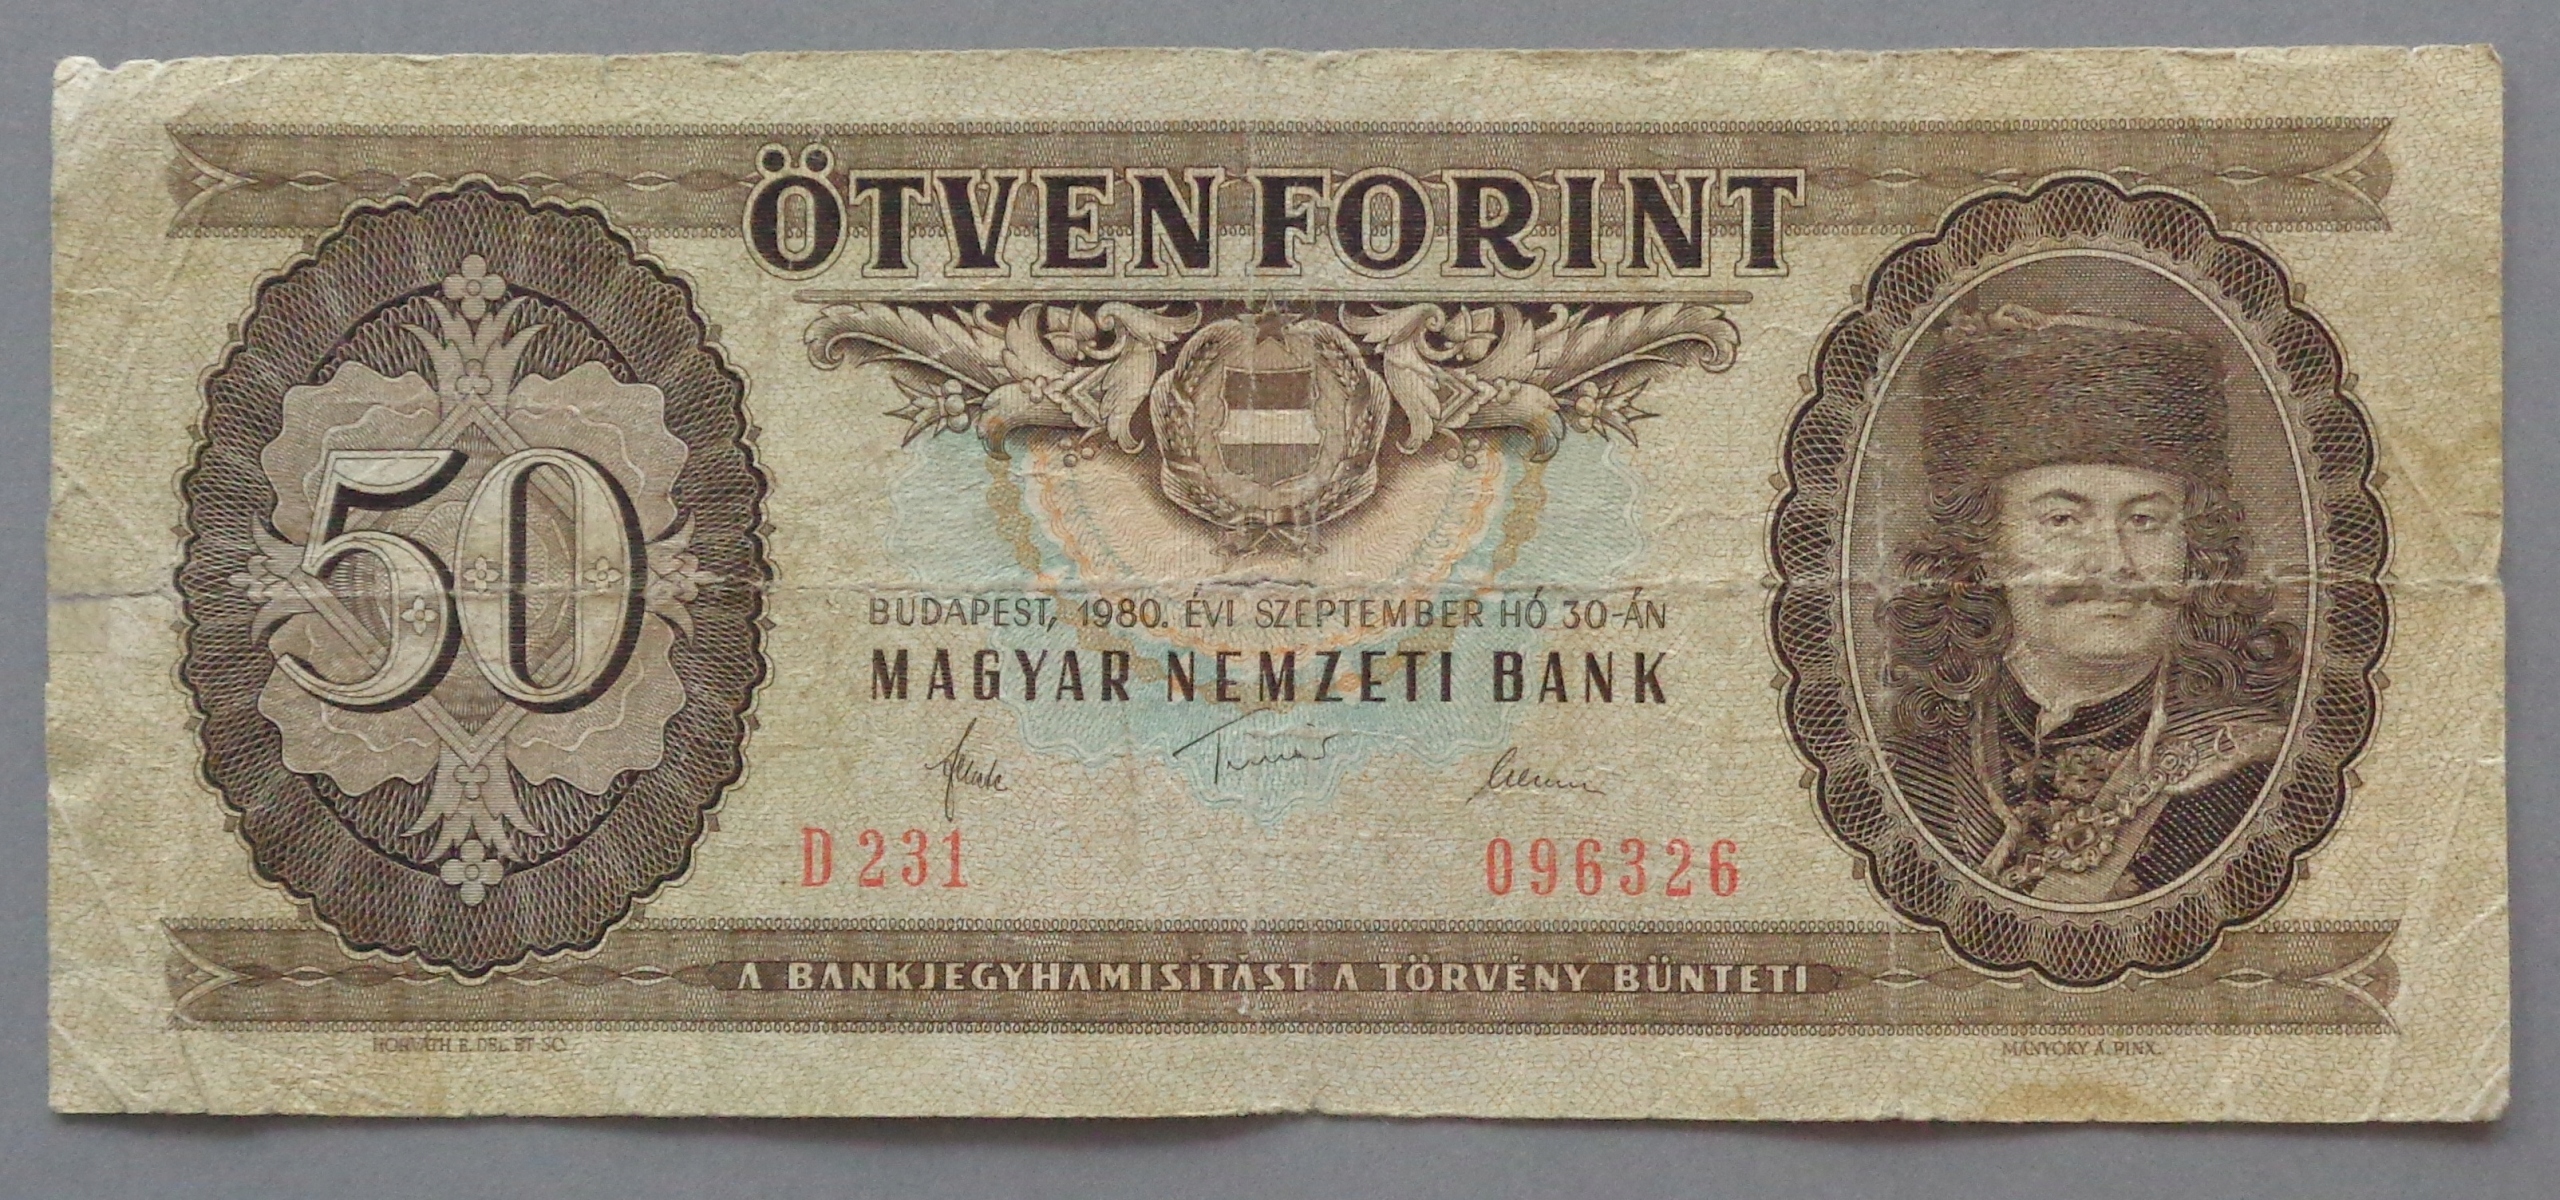 ÖTVEN FORINT
50
BUDAPEST, 1980. ÉVI SZEPTEMBER HÓ 30-ÁN
MAGYAR NEMZETI BANK
D 231 096326
A BANKJEGYHAMISÍTÁST A TÖRVÉNY BÜNTETI
HORVÁTH E. DEL. ET SC. MÁNYOKY Á. PINX.